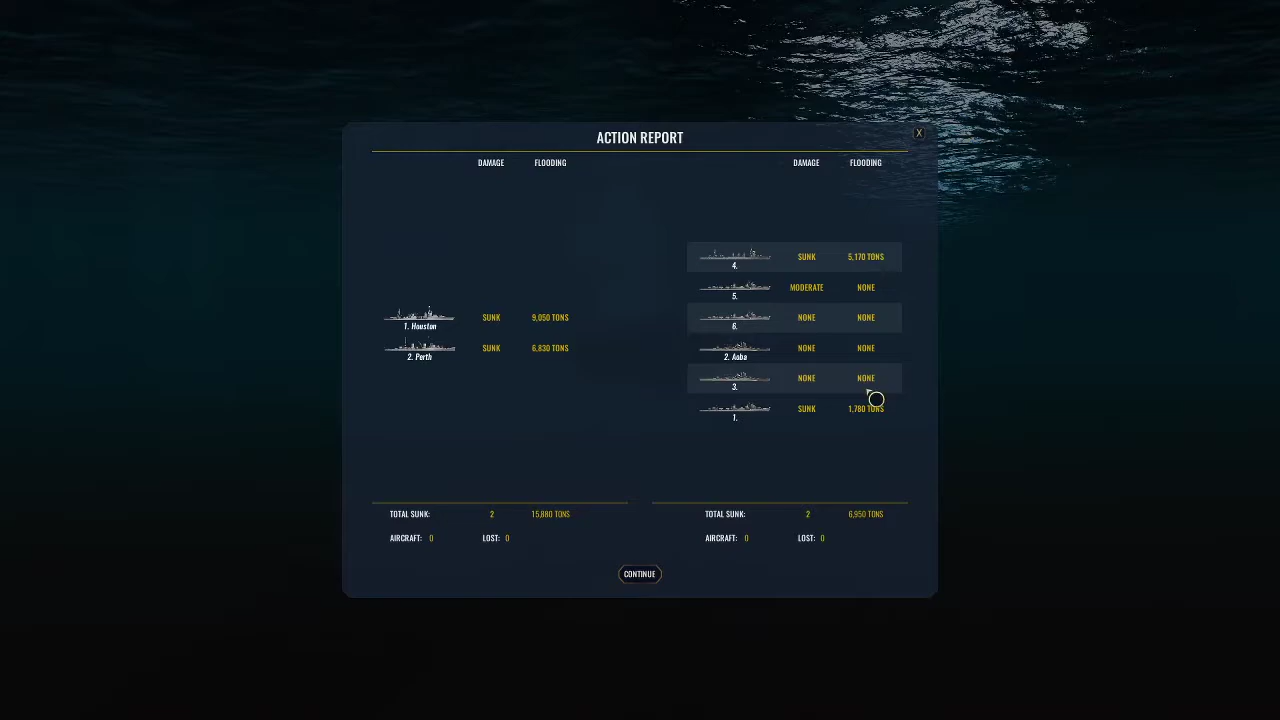 ACTION REPORT
X
DAMAGE FLOODING
DAMAGE FLOODING
1. Houston SUNK 9,050 TONS
2. Perth SUNK 6,830 TONS
4. SUNK 5,170 TONS
5. MODERATE NONE
6. NONE NONE
2. Aoba NONE NONE
3. NONE NONE
1. SUNK 1,780 TONS
TOTAL SUNK: 2 15,880 TONS
AIRCRAFT: 0 LOST: 0
TOTAL SUNK: 2 6,950 TONS
AIRCRAFT: 0 LOST: 0
CONTINUE